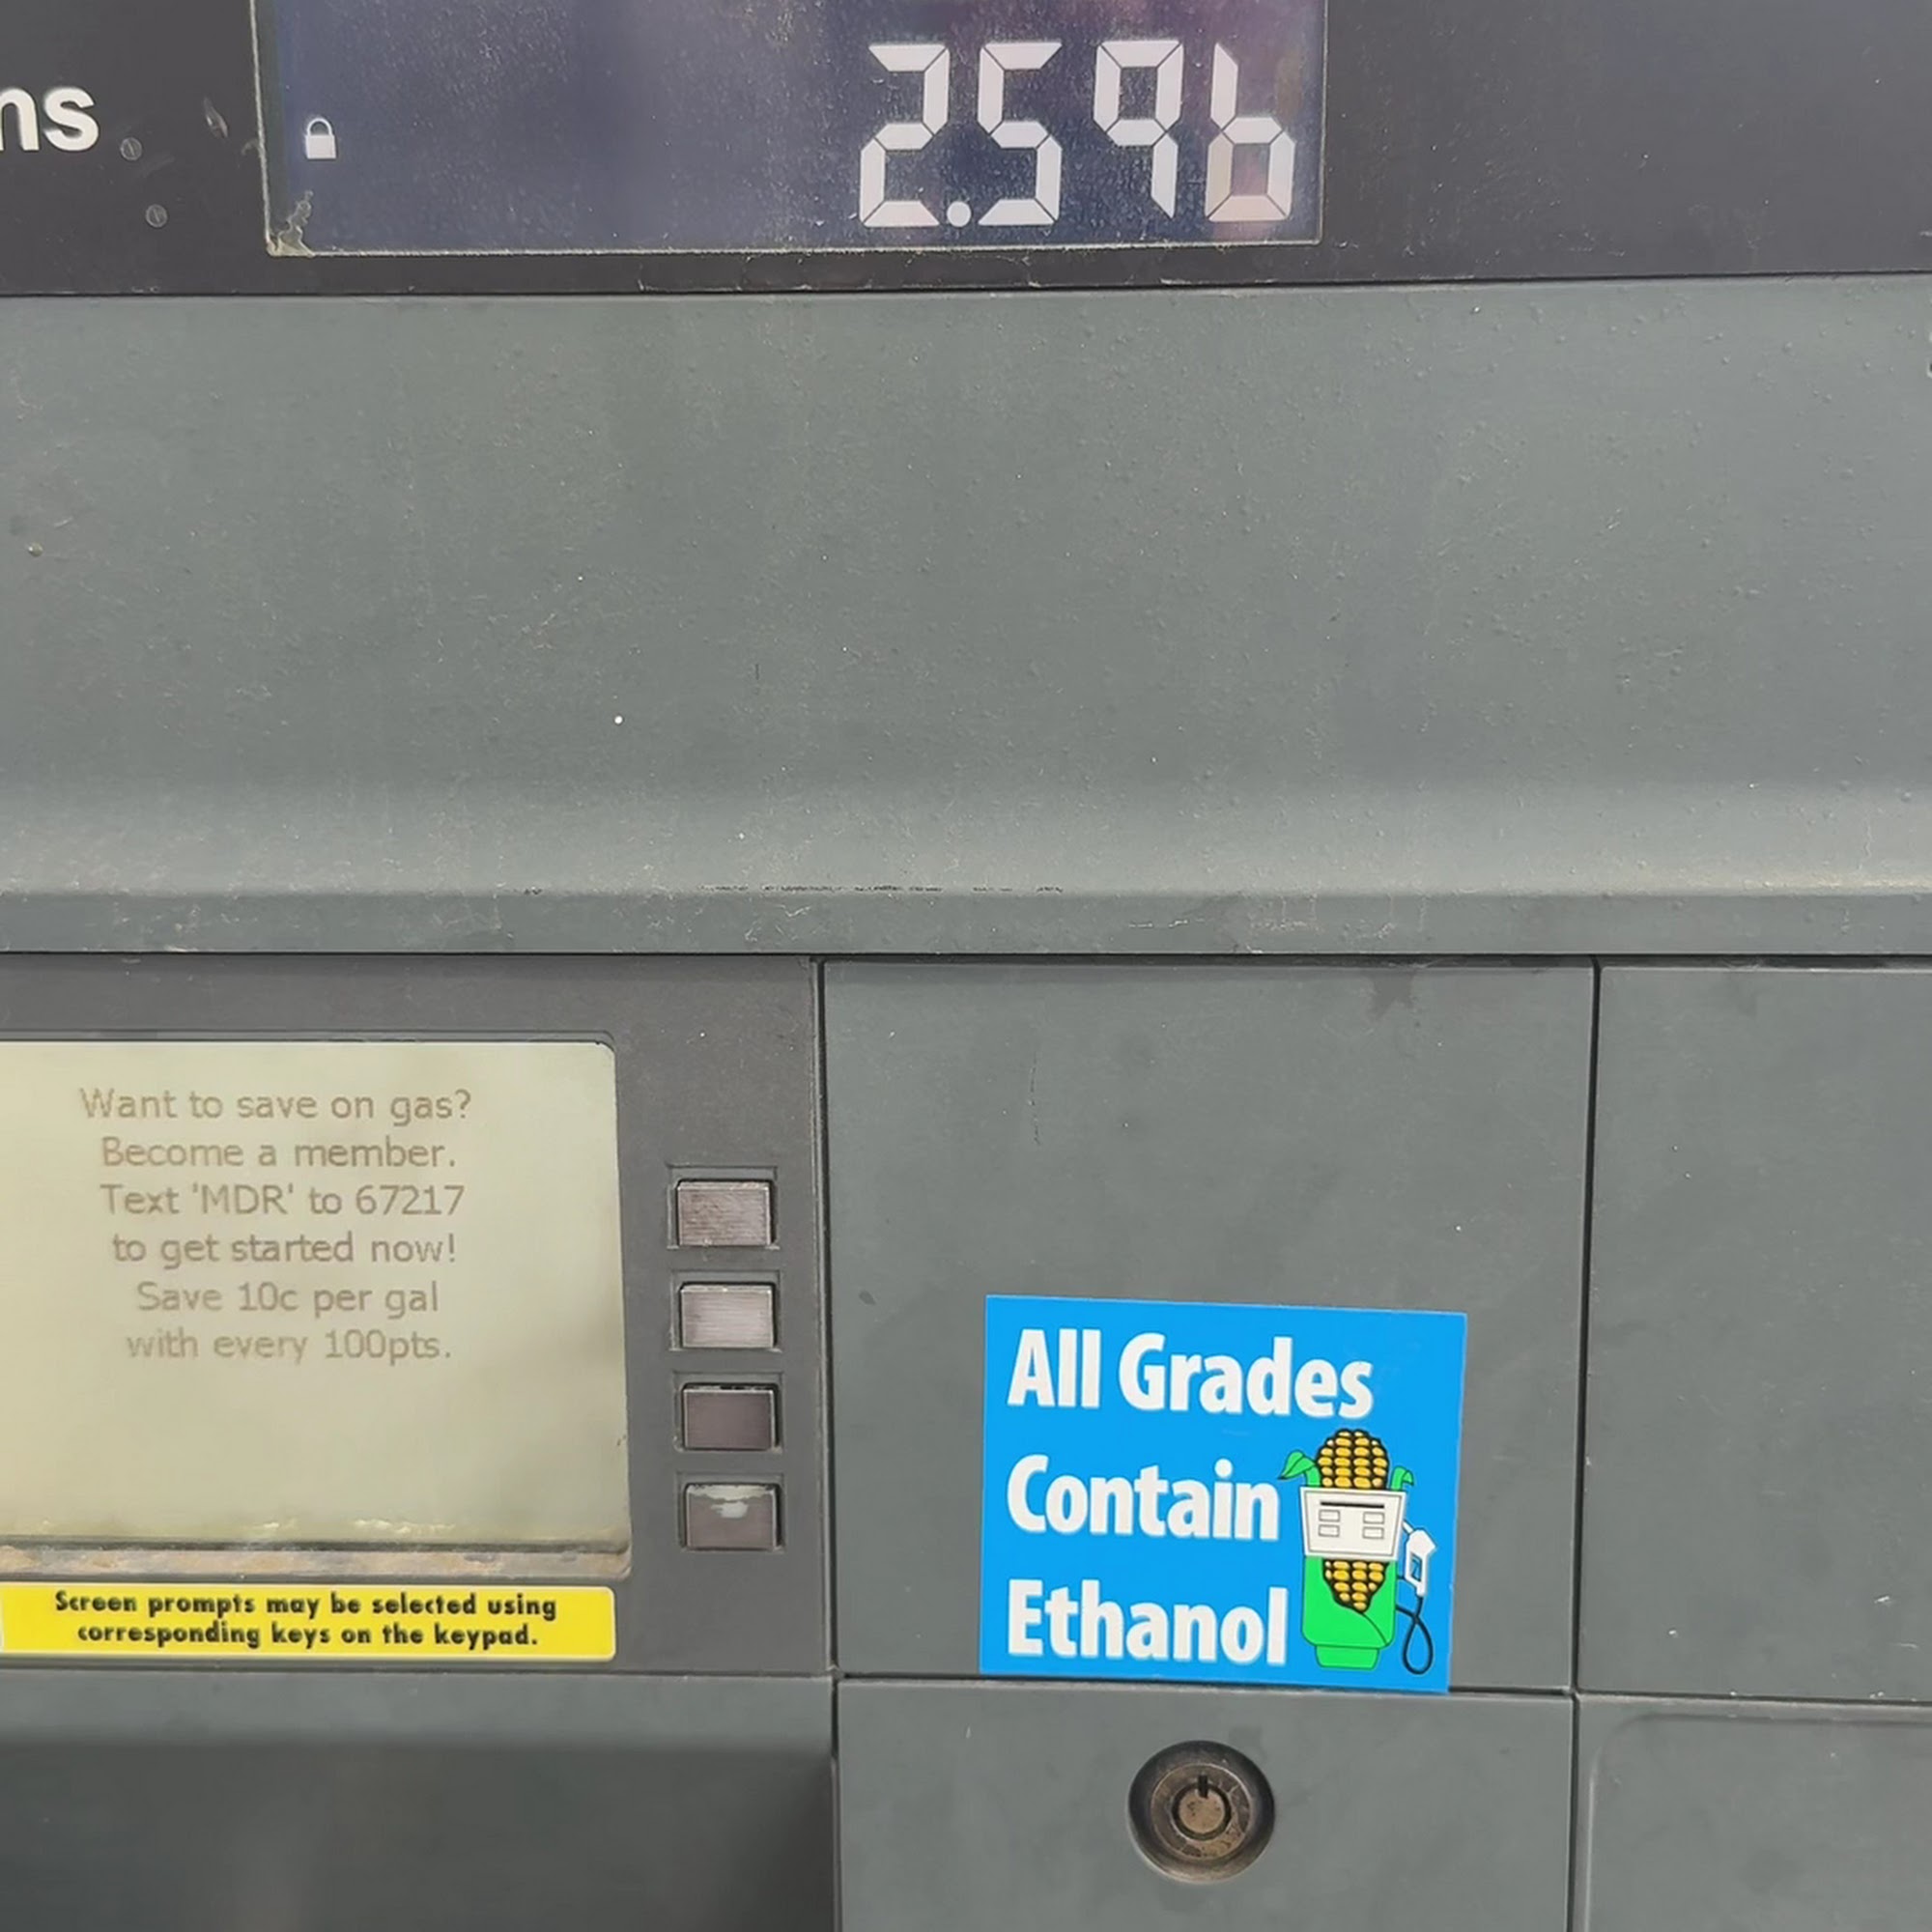 ns
2.596
Want to save on gas?
Become a member.
Text 'MDR' to 67217
to get started now!
Save 10c per gal
with every 100pts.
Screen prompts may be selected using
corresponding keys on the keypad.
All Grades
Contain
Ethanol